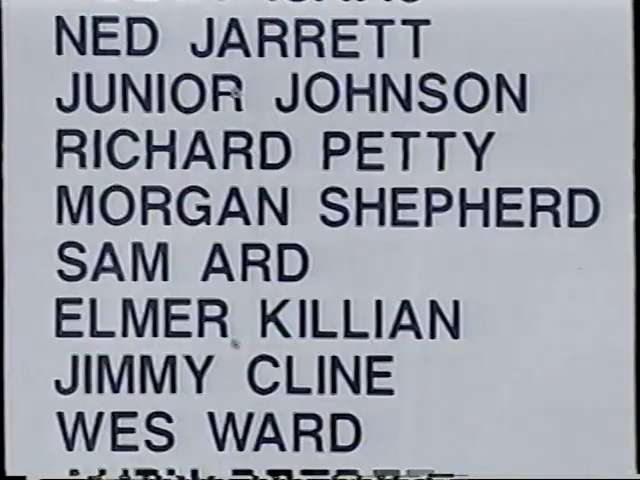 NED JARRETT
JUNIOR JOHNSON
RICHARD PETTY
MORGAN SHEPHERD
SAM ARD
ELMER KILLIAN
JIMMY CLINE
WES WARD